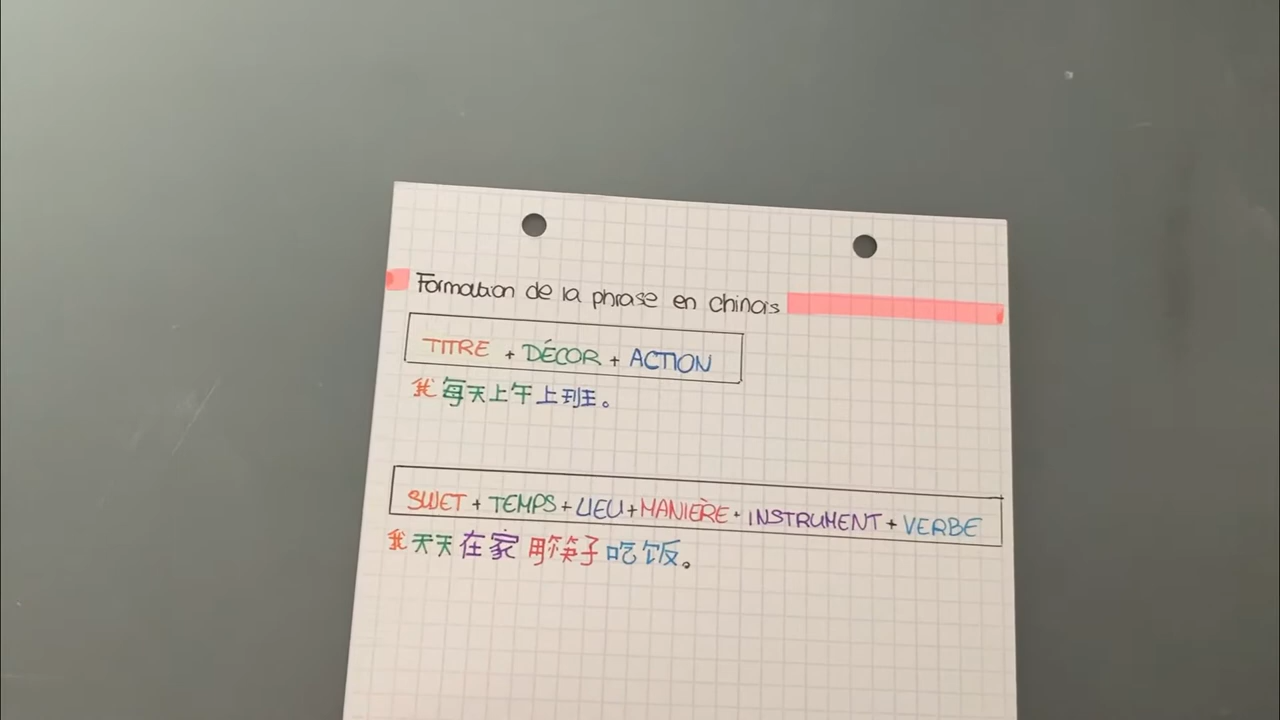 Formation de la phrase en chinois
TITRE + DÉCOR + ACTION
我每天上午上班。
SUJET + TEMPS + LIEU + MANIÈRE + INSTRUMENT + VERBE
我天天在家用筷子吃饭。